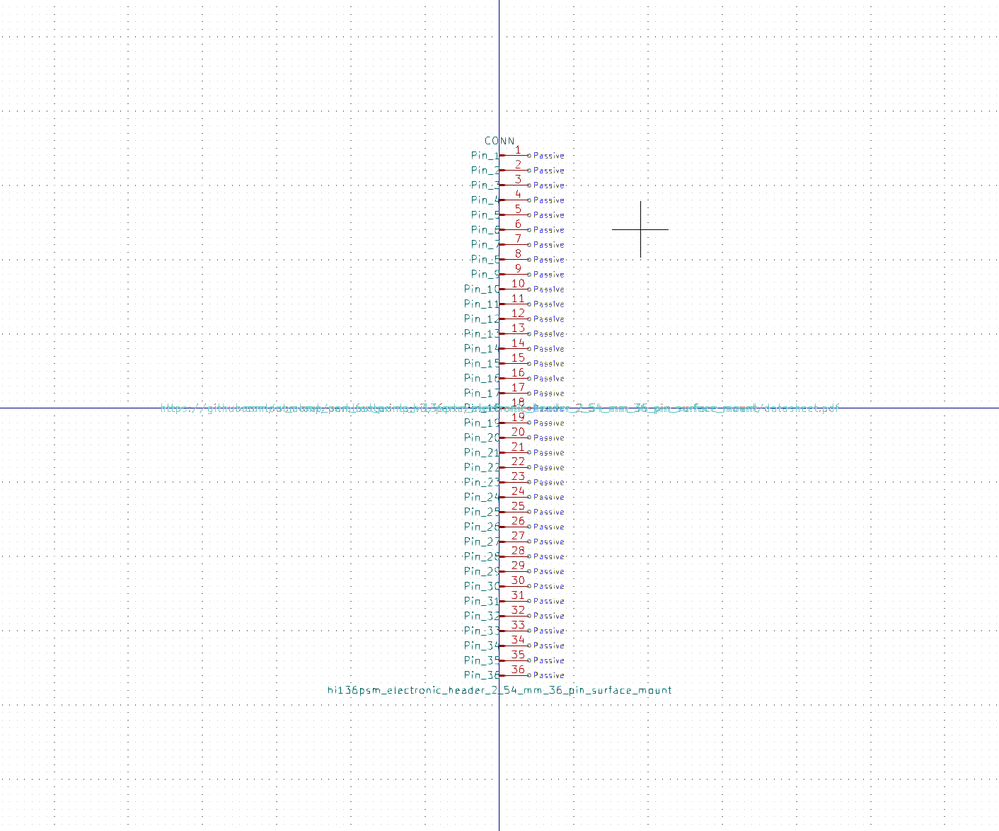 CONN
Pin_1 1 Passive
Pin_2 2 Passive
Pin_3 3 Passive
Pin_4 4 Passive
Pin_5 5 Passive
Pin_6 6 Passive
Pin_7 7 Passive
Pin_8 8 Passive
Pin_9 9 Passive
Pin_10 10 Passive
Pin_11 11 Passive
Pin_12 12 Passive
Pin_13 13 Passive
Pin_14 14 Passive
Pin_15 15 Passive
Pin_16 16 Passive
Pin_17 17 Passive
18
Pin_19 19 Passive
Pin_20 20 Passive
Pin_21 21 Passive
Pin_22 22 Passive
Pin_23 23 Passive
Pin_24 24 Passive
Pin_25 25 Passive
Pin_26 26 Passive
Pin_27 27 Passive
Pin_28 28 Passive
Pin_29 29 Passive
Pin_30 30 Passive
Pin_31 31 Passive
Pin_32 32 Passive
Pin_33 33 Passive
Pin_34 34 Passive
Pin_35 35 Passive
Pin_36 36 Passive
hi136psm_electronic_header_2_54_mm_36_pin_surface_mount